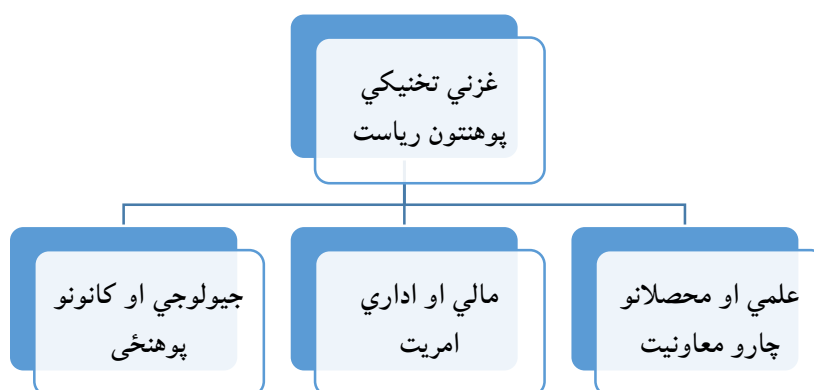 غزني تخنيکي
پوهنتون رياست
علمي او محصلانو
چارو معاونيت
مالي او اداري
امريت
جيولوجي او کانونو
پوهنځی